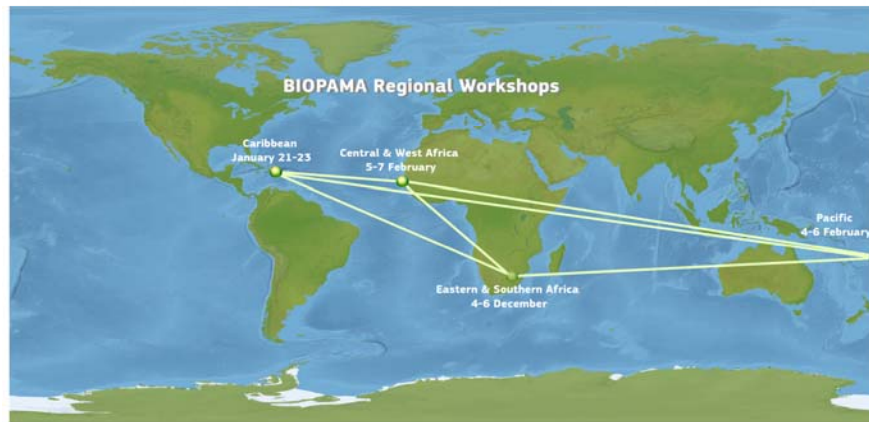 BIOPAMA Regional Workshops
Caribbean
January 21-23
Central & West Africa
5-7 February
Pacific
4-6 February
Eastern & Southern Africa
4-6 December